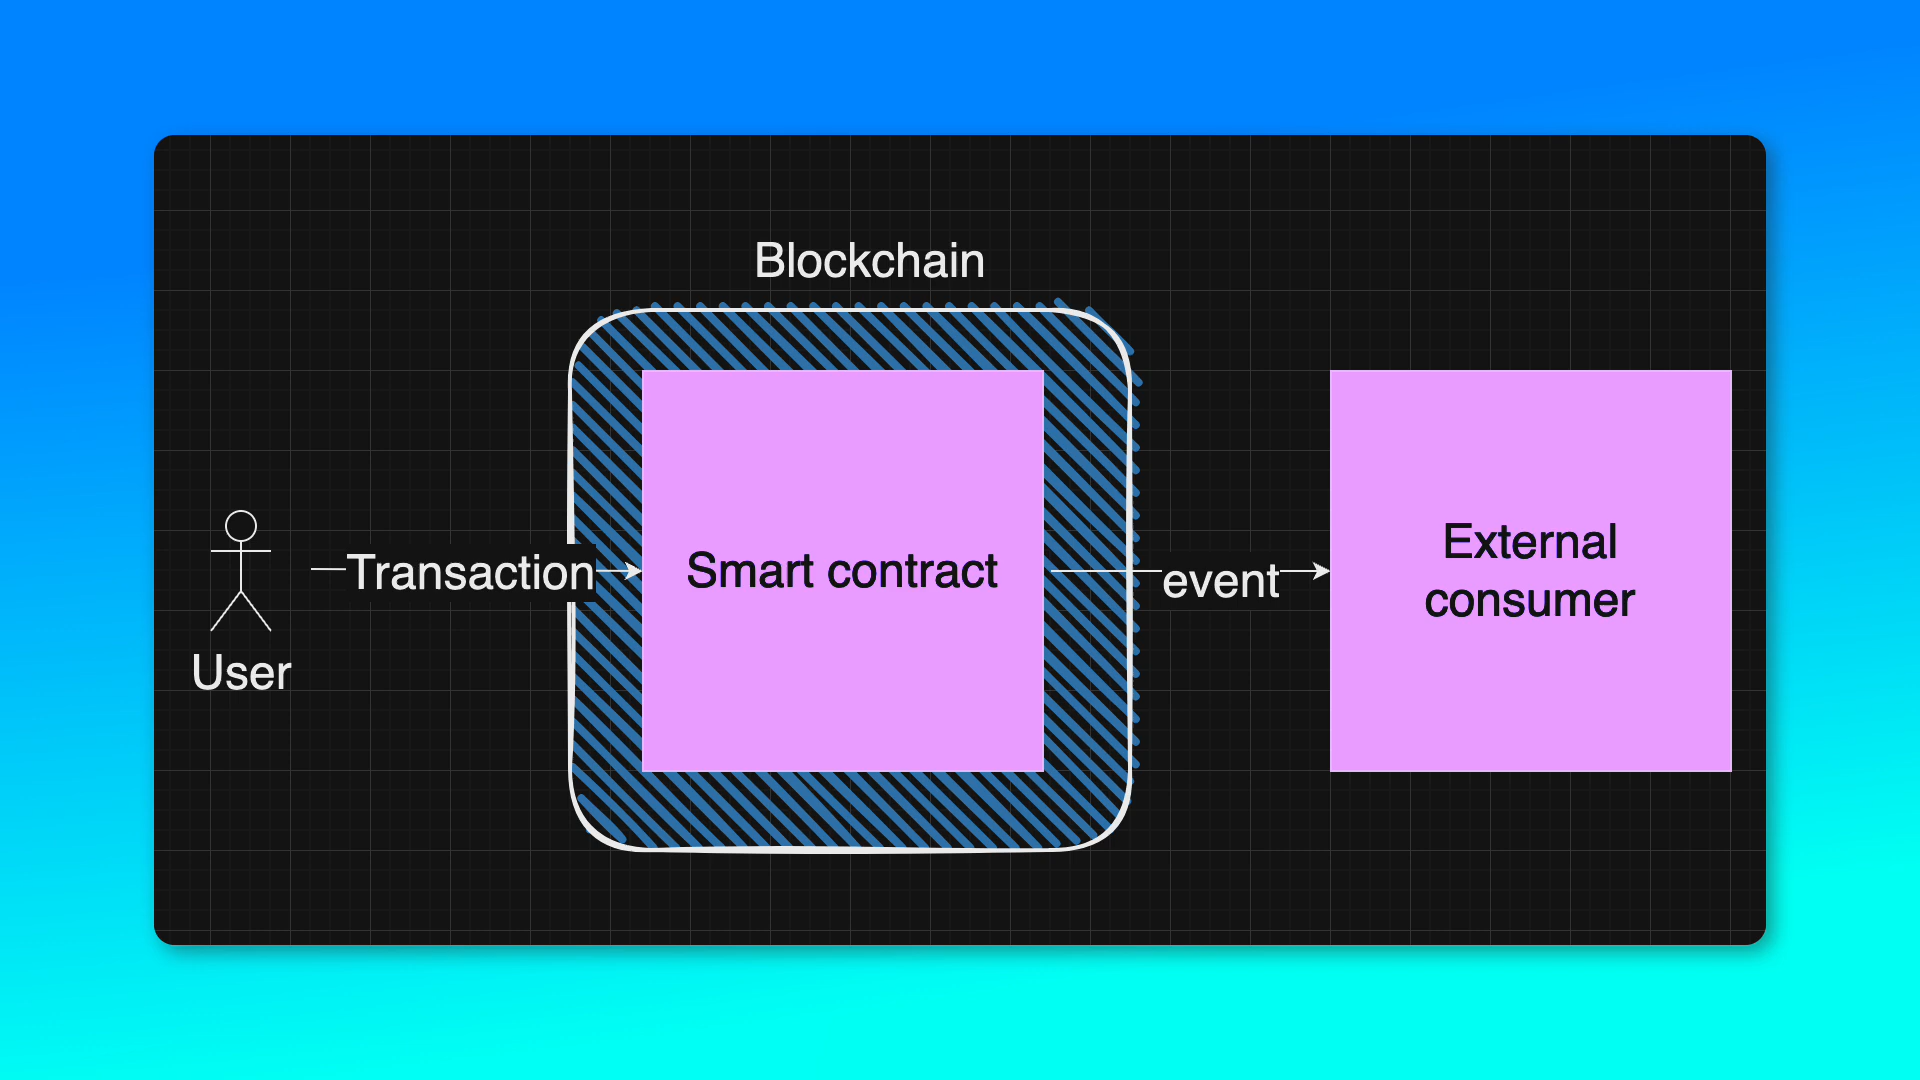 Blockchain
Transaction
Smart contract
event
External
consumer
User